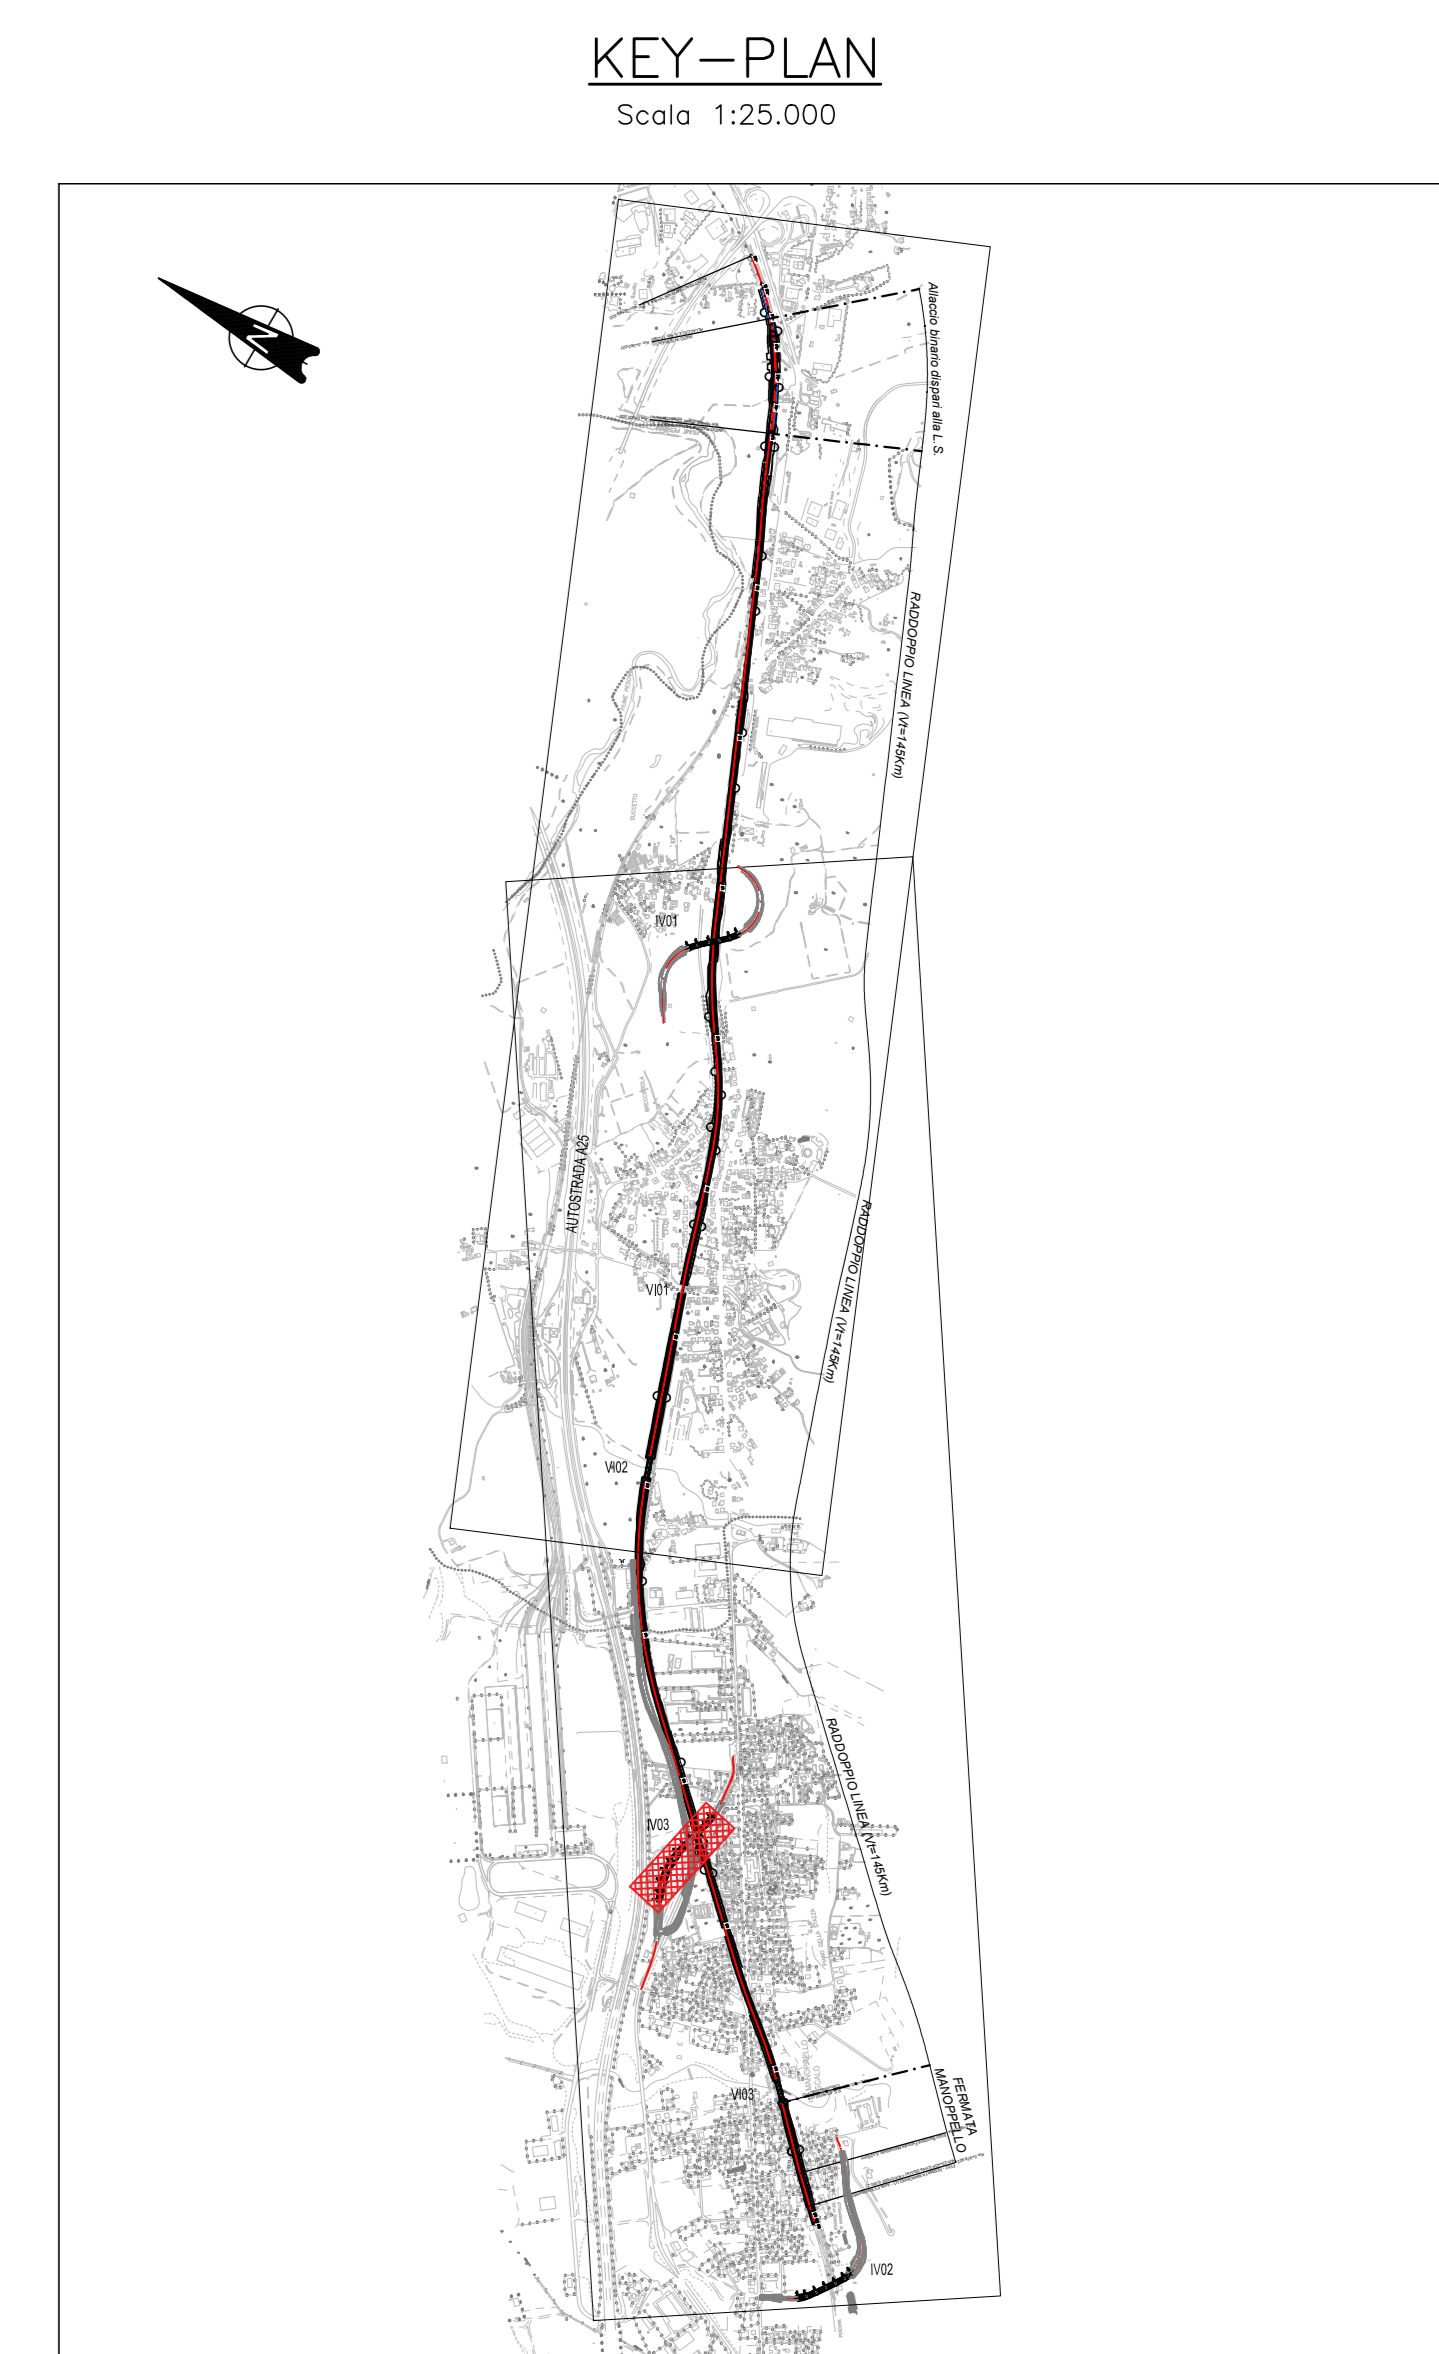 KEY-PLAN
Scala 1:25.000
N
Allaccio binario dispari alla L.S.
RADDOPPIO LINEA (Vt=145Km)
IV01
AUTOSTRADA A25
RADDOPPIO LINEA (Vt=145Km)
VI01
VI02
RADDOPPIO LINEA (Vt=145Km)
IV03
VI03
FERMATA
MANOPPELLO
IV02